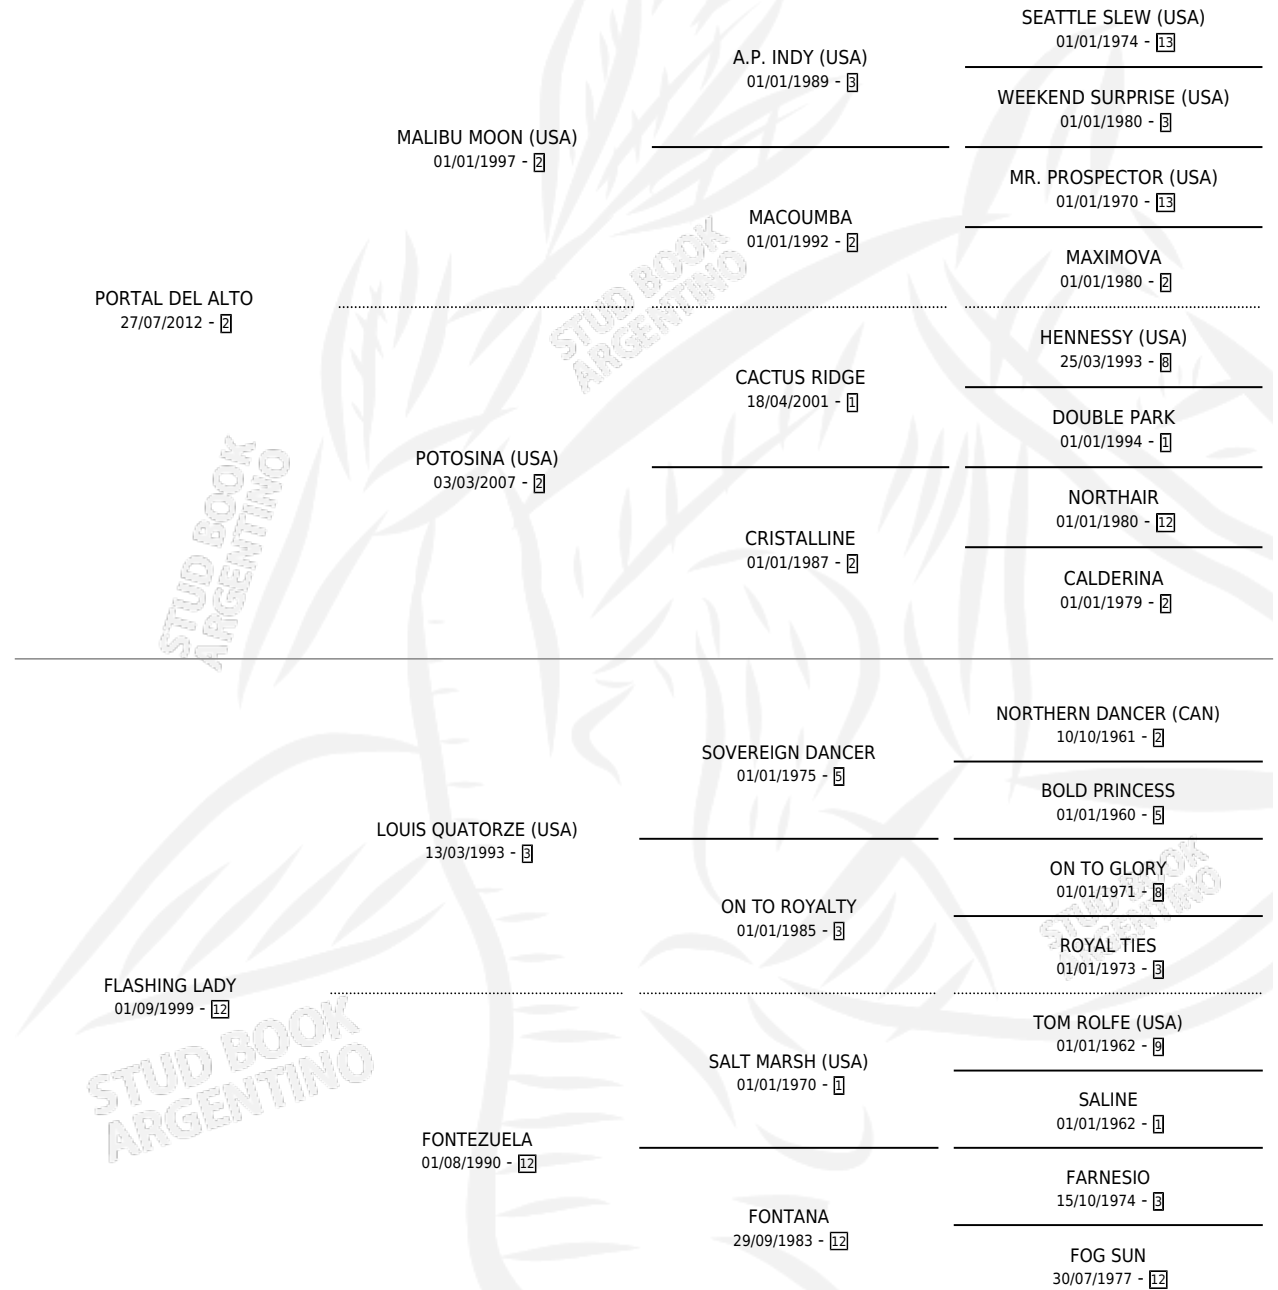 SEATTLE SLEW (USA)
01/01/1974 - 13
A.P. INDY (USA)
01/01/1989 - 3
WEEKEND SURPRISE (USA)
01/01/1980 - 3
MALIBU MOON (USA)
01/01/1997 - 2
MR. PROSPECTOR (USA)
01/01/1970 - 13
MACOUMBA
01/01/1992 - 2
MAXIMOVA
01/01/1980 - 2
PORTAL DEL ALTO
27/07/2012 - 2
HENNESSY (USA)
25/03/1993 - 8
CACTUS RIDGE
18/04/2001 - 1
DOUBLE PARK
01/01/1994 - 1
POTOSINA (USA)
03/03/2007 - 2
NORTHAIR
01/01/1980 - 12
CRISTALLINE
01/01/1987 - 2
CALDERINA
01/01/1979 - 2
STUD BOOK
ARGENTINO
STUD BOOK
ARGENTINO
NORTHERN DANCER (CAN)
10/10/1961 - 2
SOVEREIGN DANCER
01/01/1975 - 5
BOLD PRINCESS
01/01/1960 - 5
LOUIS QUATORZE (USA)
13/03/1993 - 3
ON TO GLORY
01/01/1971 - 8
ON TO ROYALTY
01/01/1985 - 3
ROYAL TIES
01/01/1973 - 3
FLASHING LADY
01/09/1999 - 12
TOM ROLFE (USA)
01/01/1962 - 9
SALT MARSH (USA)
01/01/1970 - 1
SALINE
01/01/1962 - 1
FONTEZUELA
01/08/1990 - 12
FARNESIO
15/10/1974 - 3
FONTANA
29/09/1983 - 12
FOG SUN
30/07/1977 - 12
STUD BOOK
ARGENTINO
STUD BOOK
ARGENTINO